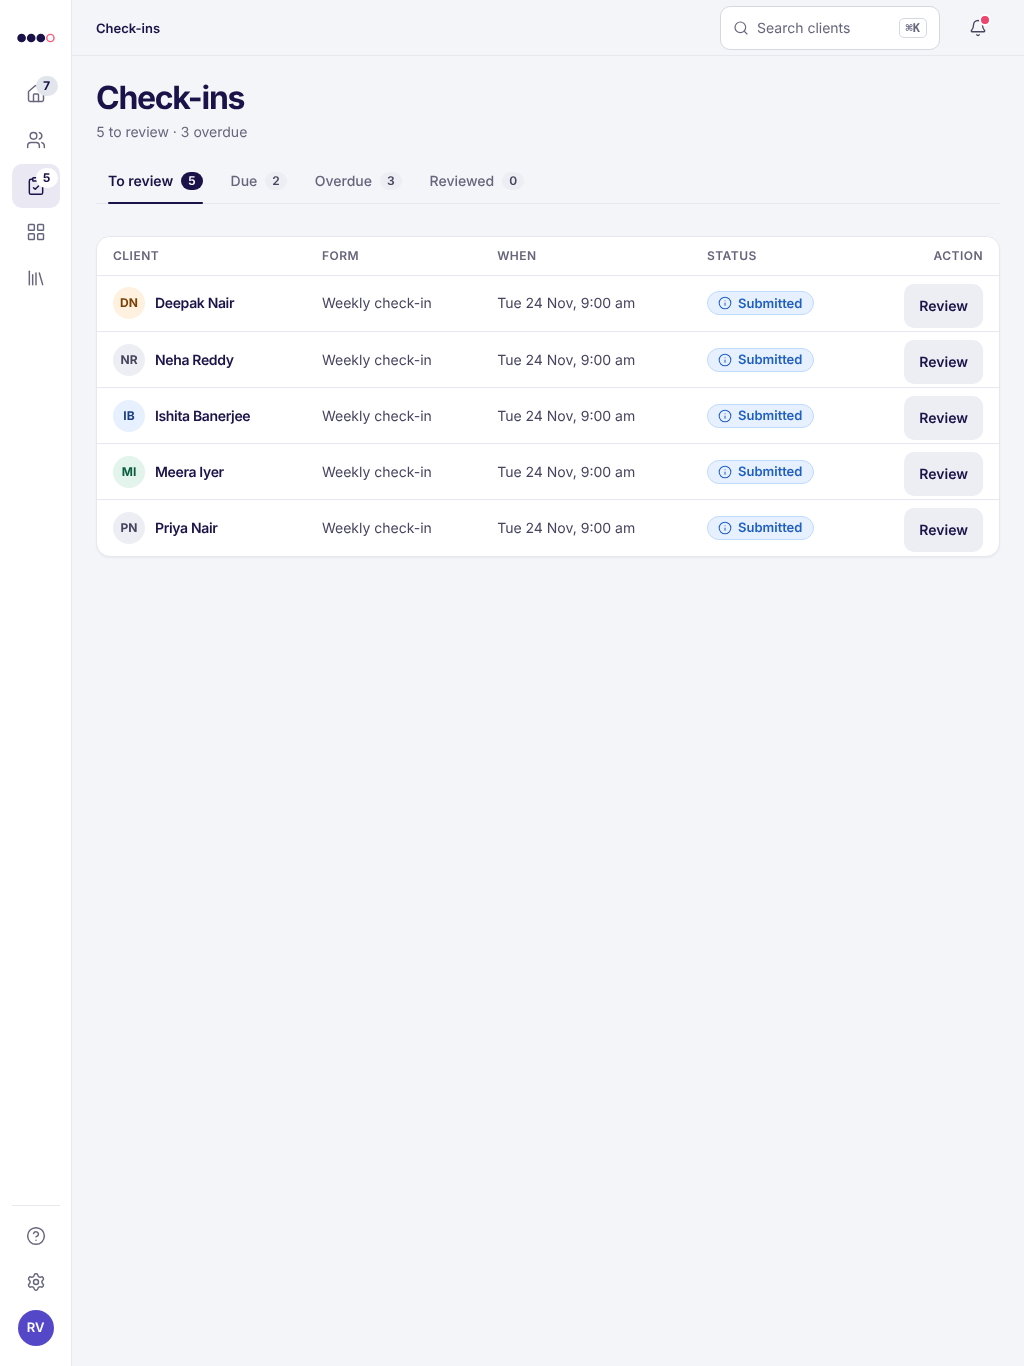 Check-ins
Search clients
⌘K
7
5
Check-ins
5 to review · 3 overdue
To review 5 Due 2 Overdue 3 Reviewed 0
CLIENT FORM WHEN STATUS ACTION
DN Deepak Nair Weekly check-in Tue 24 Nov, 9:00 am Submitted Review
NR Neha Reddy Weekly check-in Tue 24 Nov, 9:00 am Submitted Review
IB Ishita Banerjee Weekly check-in Tue 24 Nov, 9:00 am Submitted Review
MI Meera Iyer Weekly check-in Tue 24 Nov, 9:00 am Submitted Review
PN Priya Nair Weekly check-in Tue 24 Nov, 9:00 am Submitted Review
RV